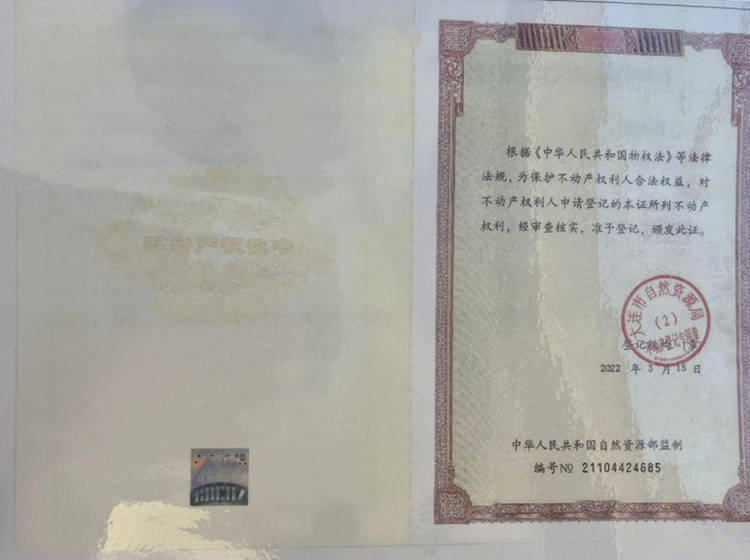 根据《中华人民共和国物权法》等法律
法规，为保护不动产权利人合法权益，对
不动产权利人申请登记的本证所列不动产
权利，经审查核实，准予登记，颁发此证。
大连市自然资源局
(2)
登记
2022 年 3 月 15 日
中华人民共和国自然资源部监制
编号№ 21104424685